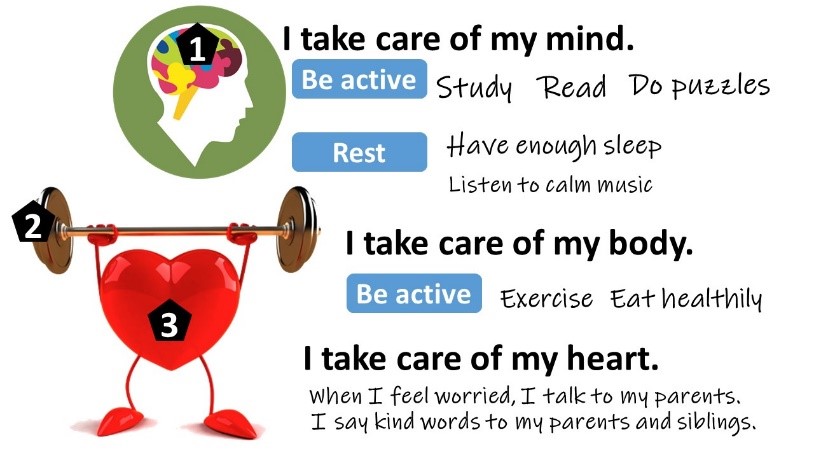 1
I take care of my mind.
Be active Study Read Do puzzles
Rest Have enough sleep
Listen to calm music
2
I take care of my body.
Be active Exercise Eat healthily
3
I take care of my heart.
When I feel worried, I talk to my parents.
I say kind words to my parents and siblings.